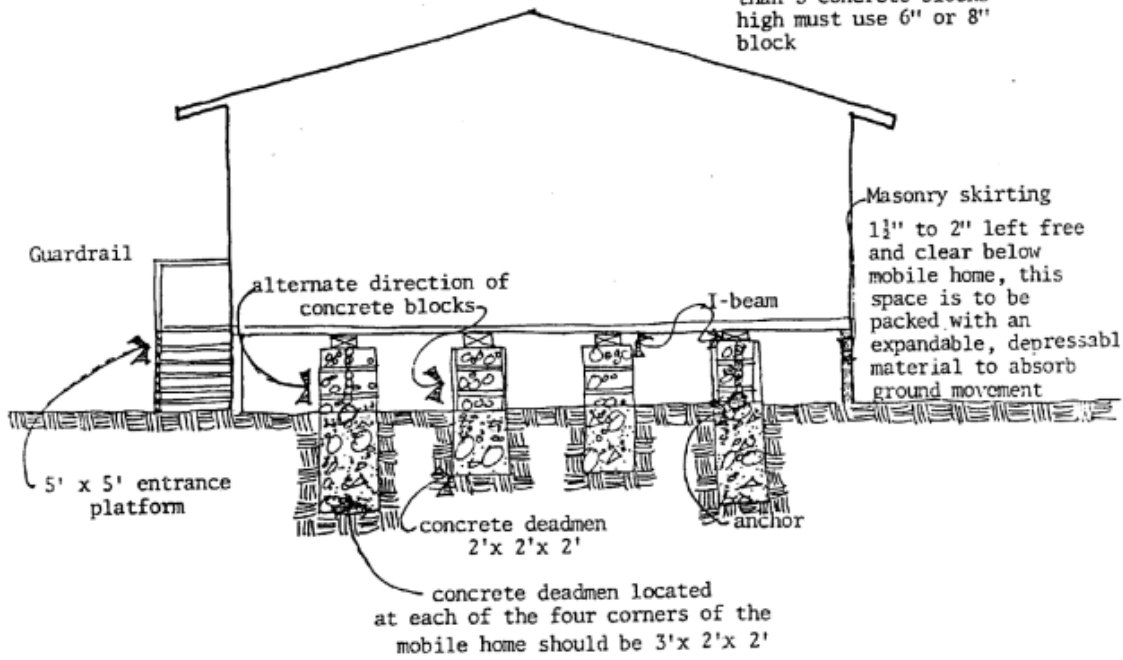 high must use 6" or 8"
block
Masonry skirting
1½" to 2" left free
and clear below
mobile home, this
space is to be
packed with an
expandable, depressabl
material to absorb
ground movement
Guardrail
alternate direction of
concrete blocks
I-beam
5' x 5' entrance
platform
concrete deadmen
2'x 2'x 2'
anchor
concrete deadmen located
at each of the four corners of the
mobile home should be 3'x 2'x 2'